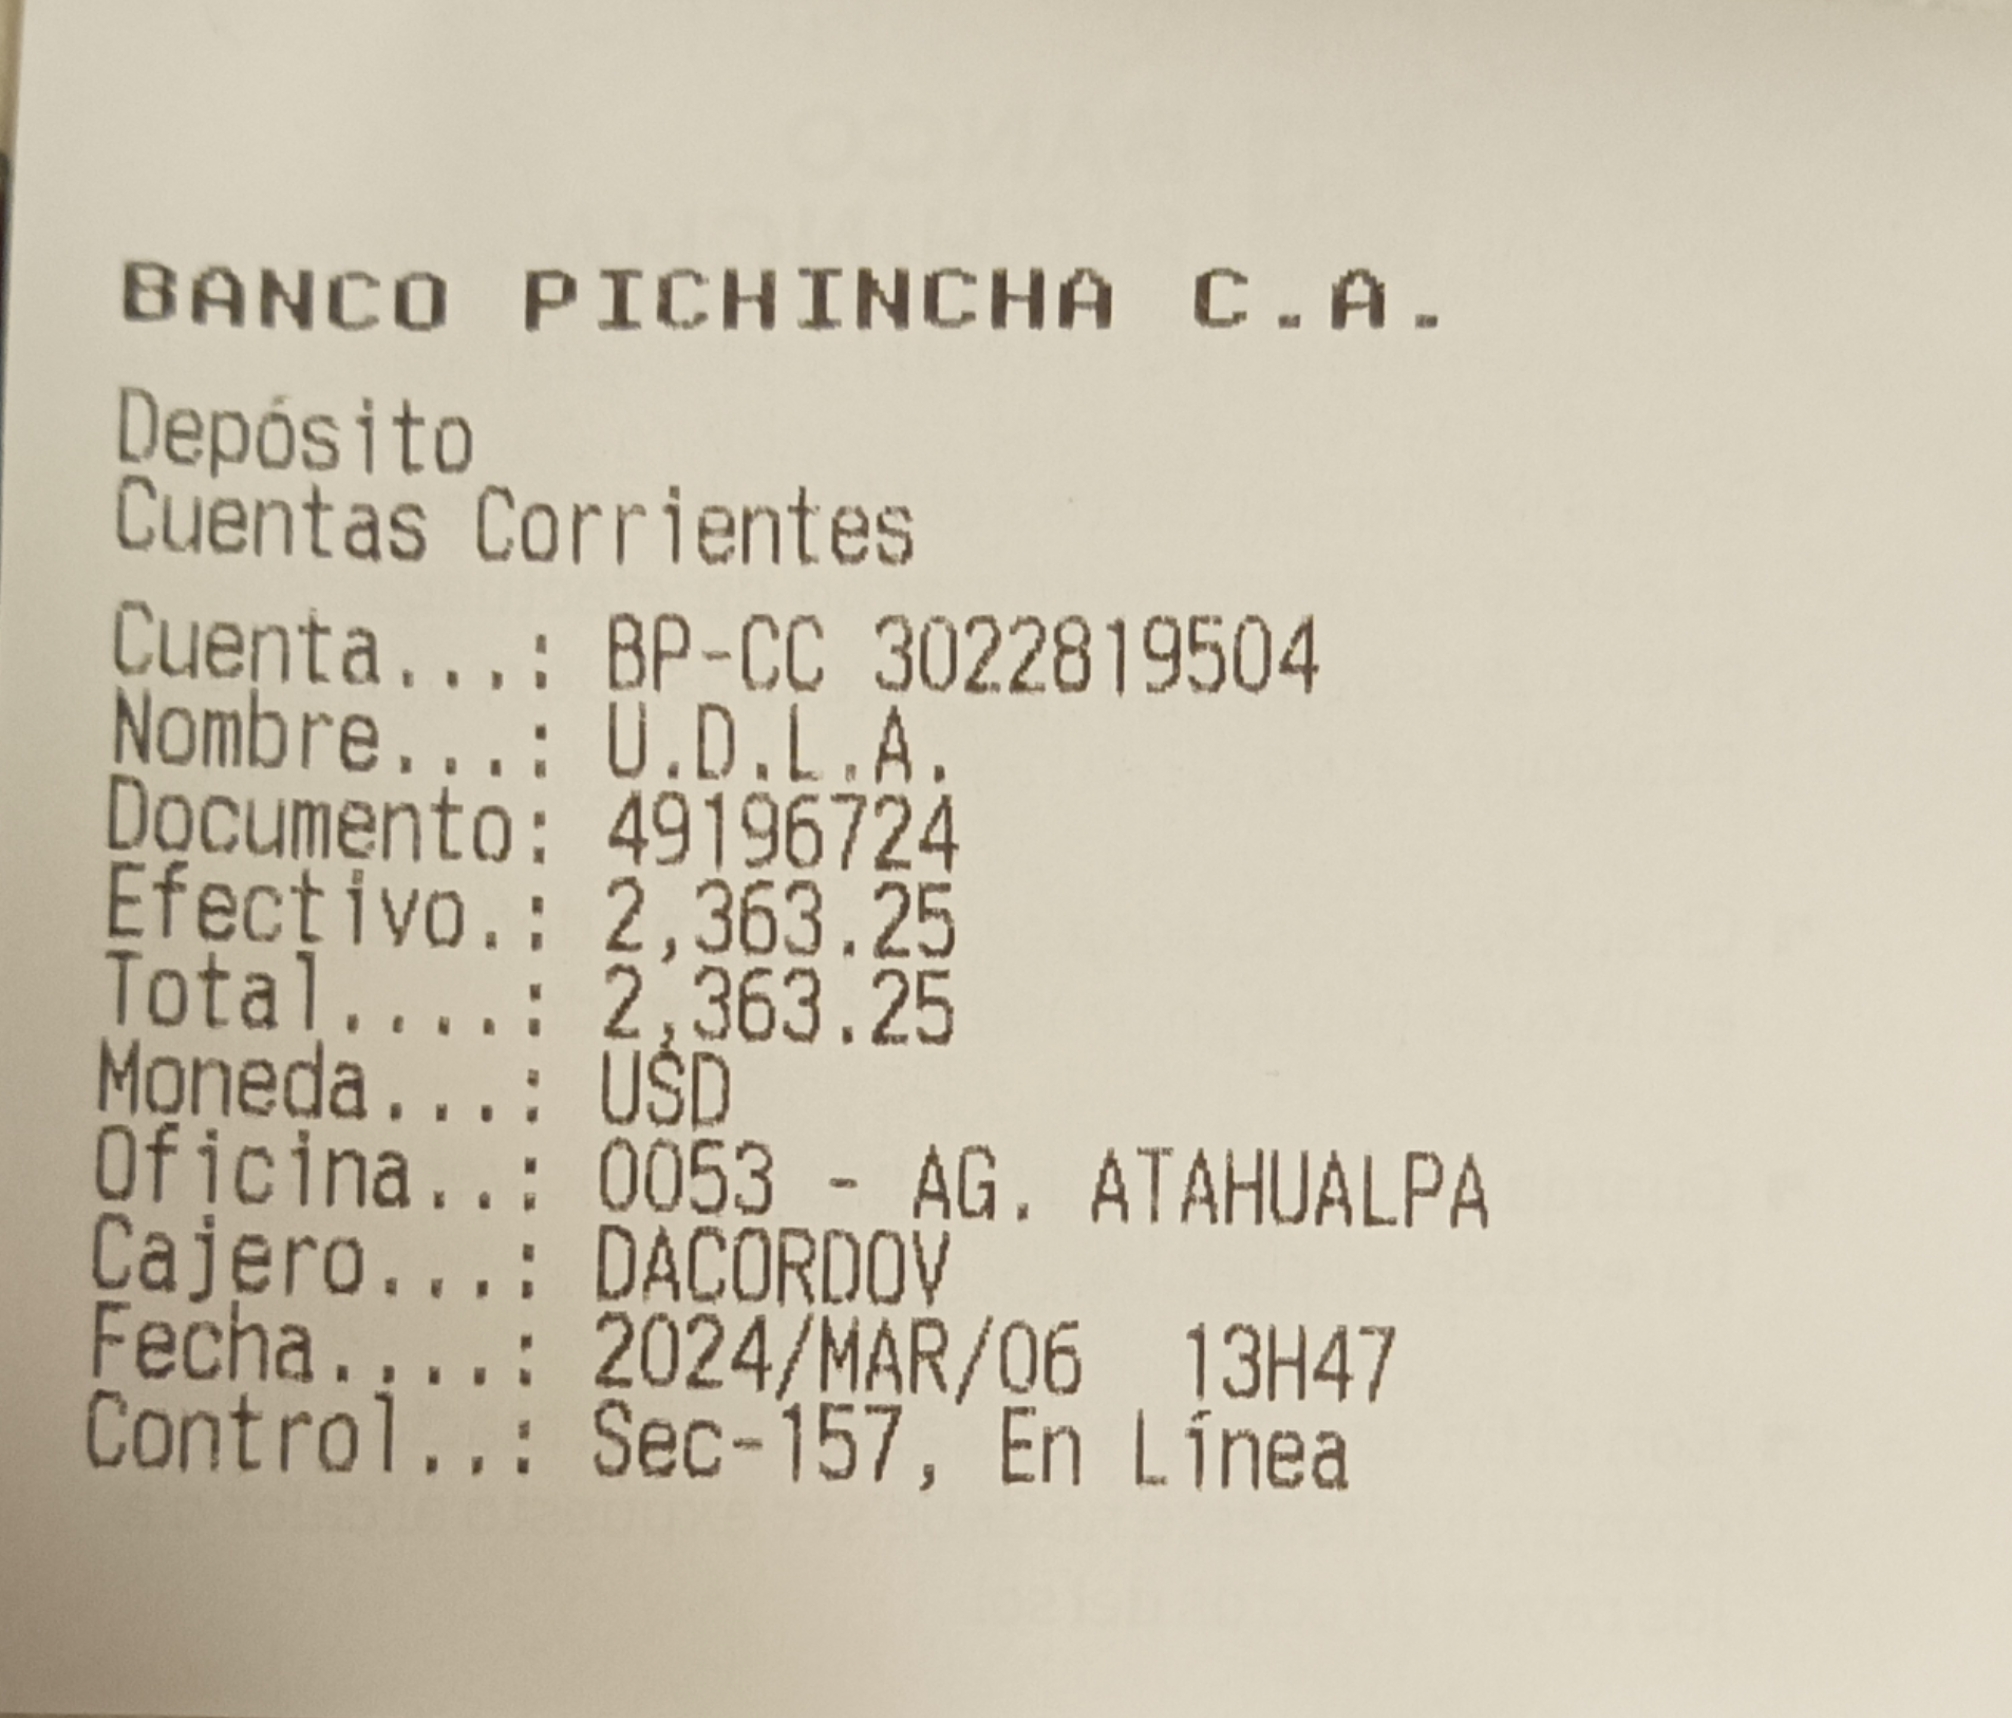 BANCO PICHINCHA C.A.
Depósito
Cuentas Corrientes
Cuenta...: BP-CC 3022819504
Nombre...: U.D.L.A.
Documento: 49196724
Efectivo.: 2,363.25
Total....: 2,363.25
Moneda...: USD
Oficina..: 0053 - AG. ATAHUALPA
Cajero...: DACORDOV
Fecha....: 2024/MAR/06  13H47
Control..: Sec-157, En Línea